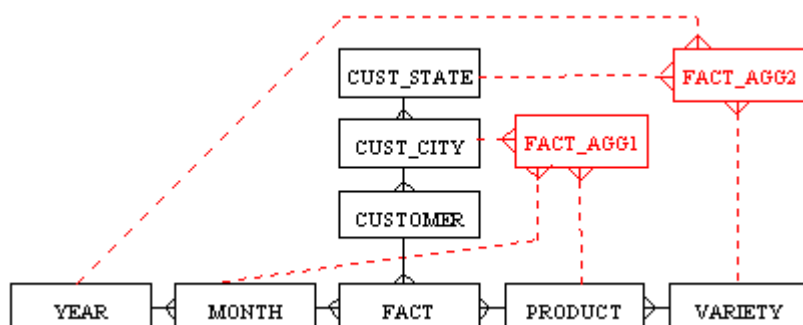 CUST_STATE
FACT_AGG2
CUST_CITY
FACT_AGG1
CUSTOMER
YEAR
MONTH
FACT
PRODUCT
VARIETY